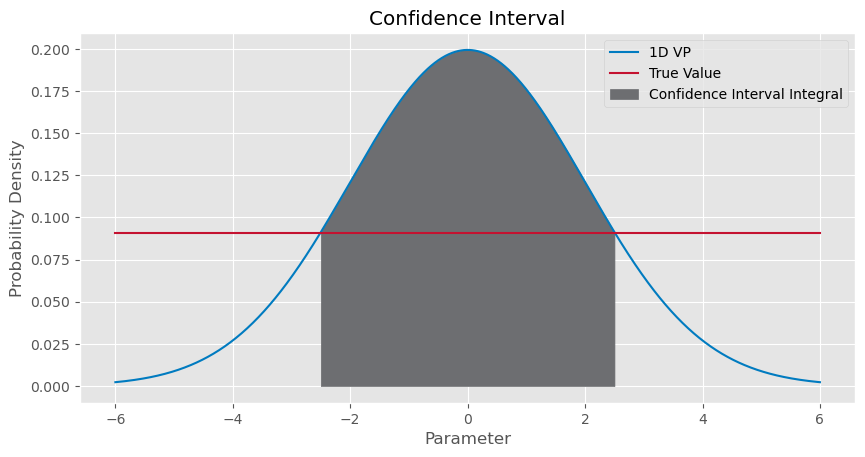 Confidence Interval
1D VP
True Value
Confidence Interval Integral
Probability Density
0.200
0.175
0.150
0.125
0.100
0.075
0.050
0.025
0.000
−6 −4 −2 0 2 4 6
Parameter